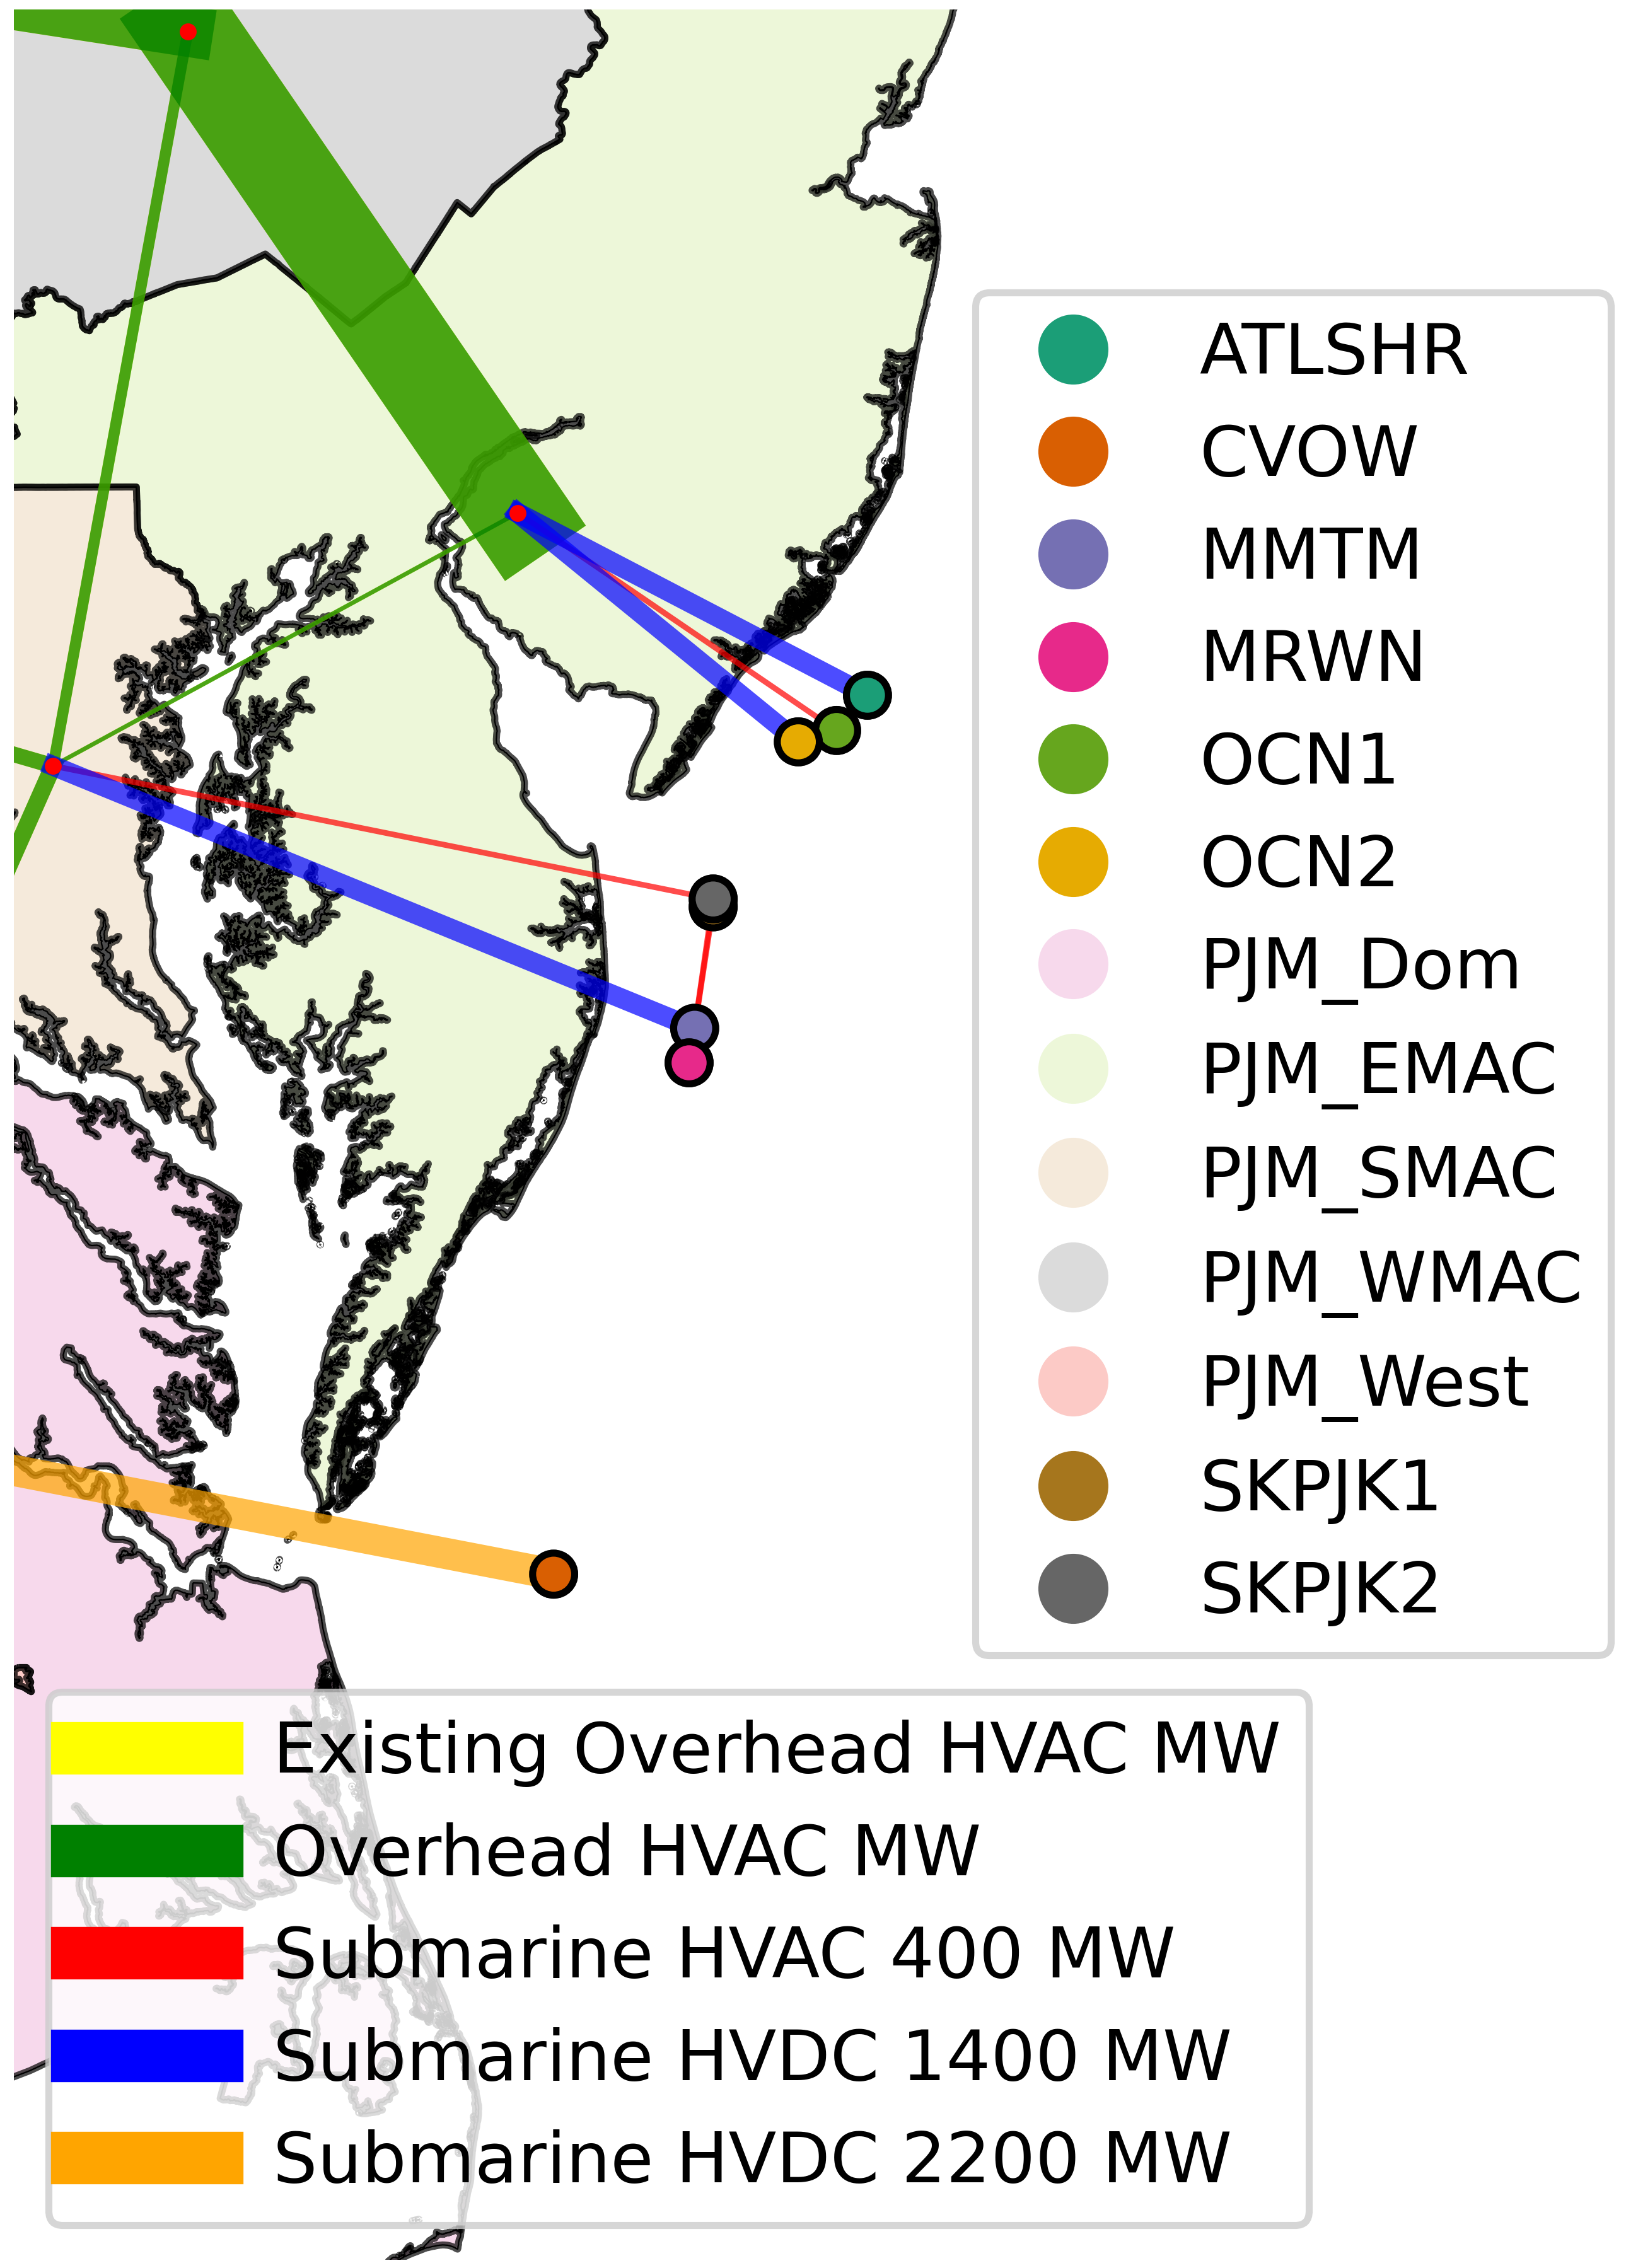 ATLSHR
CVOW
MMTM
MRWN
OCN1
OCN2
PJM_Dom
PJM_EMAC
PJM_SMAC
PJM_WMAC
PJM_West
SKPJK1
SKPJK2
Existing Overhead HVAC MW
Overhead HVAC MW
Submarine HVAC 400 MW
Submarine HVDC 1400 MW
Submarine HVDC 2200 MW